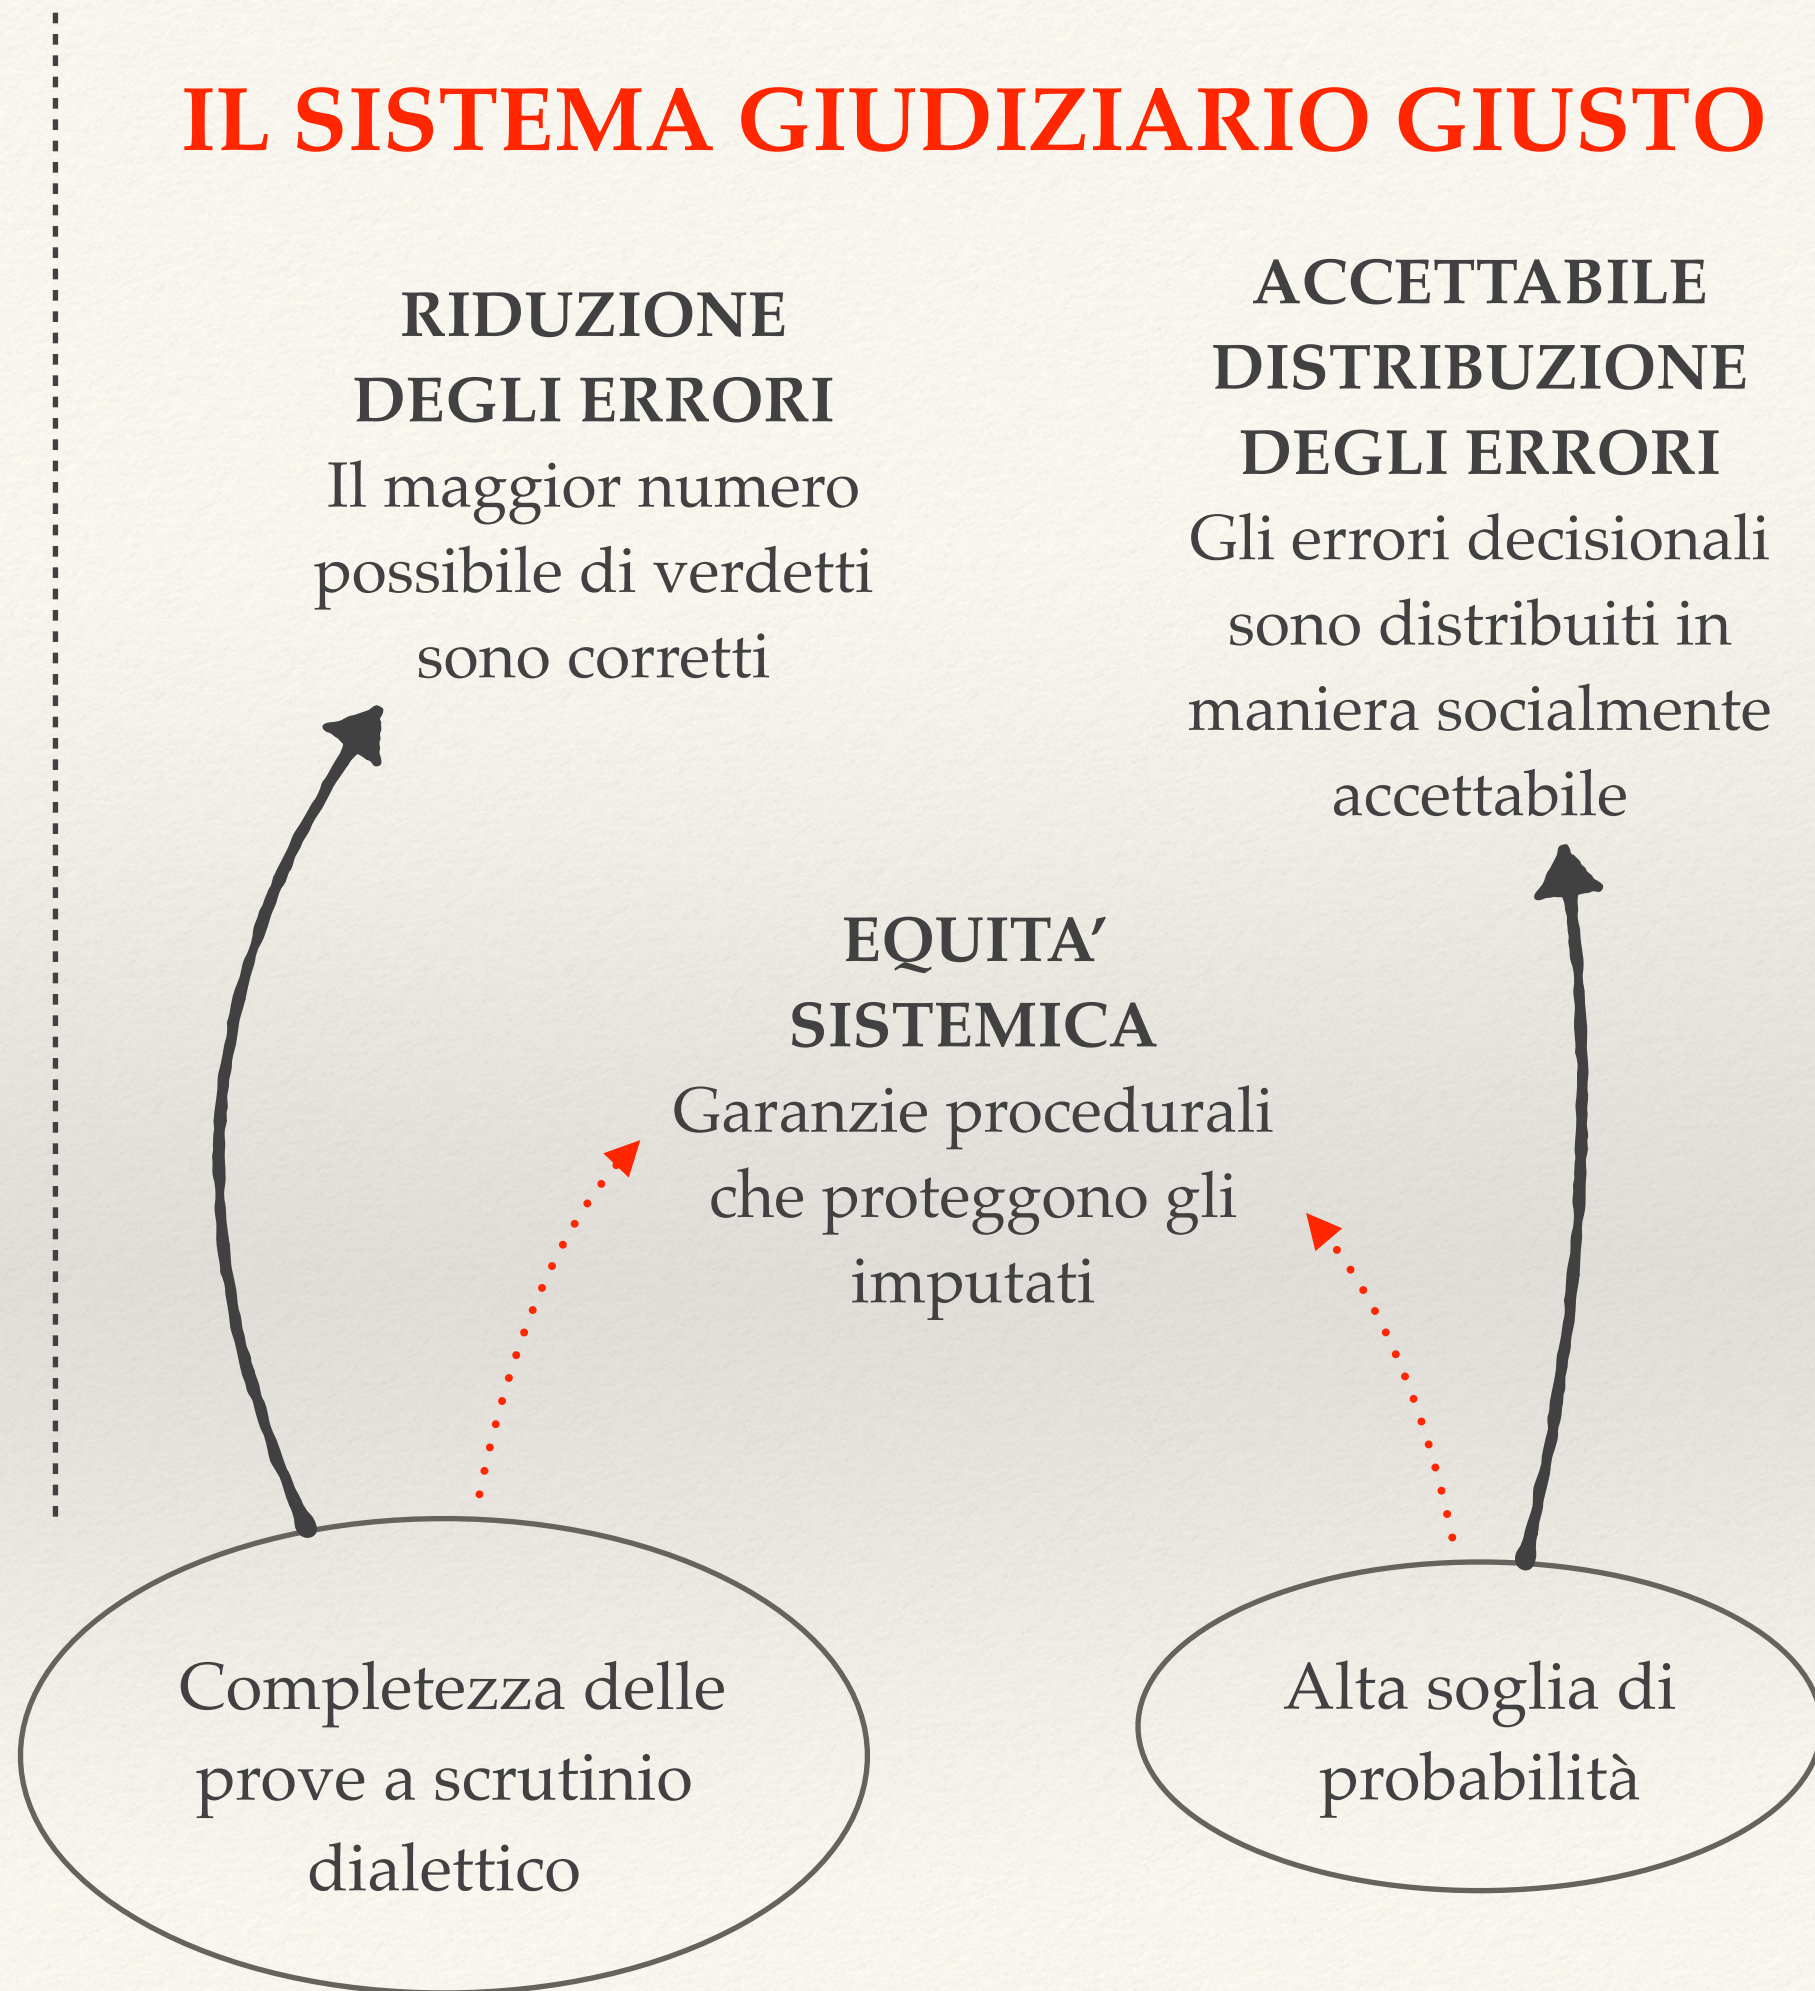 IL SISTEMA GIUDIZIARIO GIUSTO
RIDUZIONE
DEGLI ERRORI
Il maggior numero
possibile di verdetti
sono corretti
ACCETTABILE
DISTRIBUZIONE
DEGLI ERRORI
Gli errori decisionali
sono distribuiti in
maniera socialmente
accettabile
EQUITA’
SISTEMICA
Garanzie procedurali
che proteggono gli
imputati
Completezza delle
prove a scrutinio
dialettico
Alta soglia di
probabilità